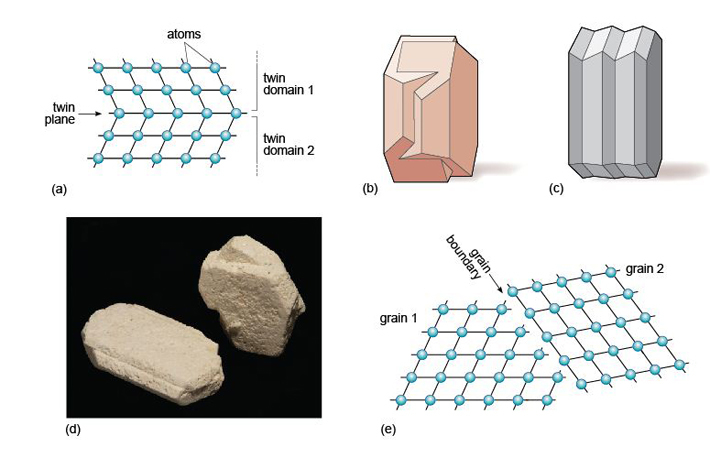 atoms
twin
domain 1
twin
plane
twin
domain 2
(a)
(b)
(c)
(d)
grain
boundary
grain 2
grain 1
(e)